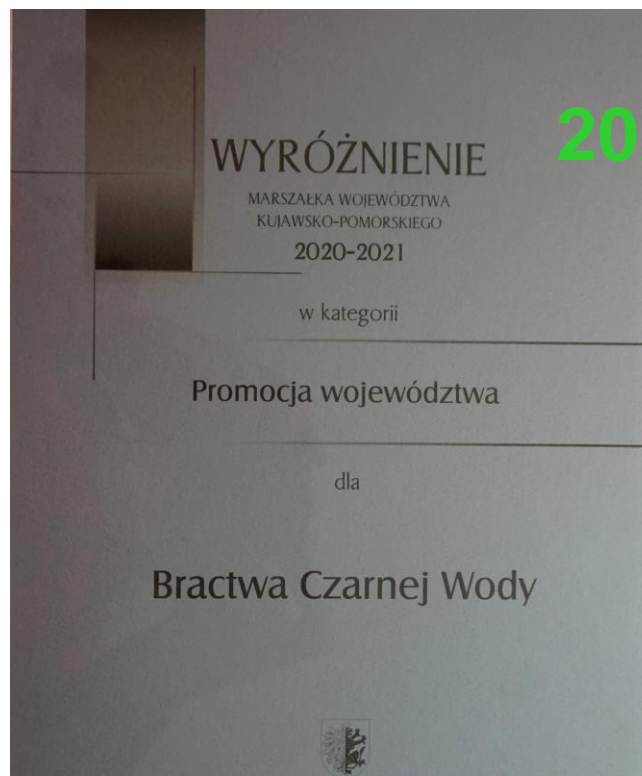 20
WYRÓŻNIENIE
MARSZAŁKA WOJEWÓDZTWA
KUJAWSKO-POMORSKIEGO
2020-2021
w kategorii
Promocja województwa
dla
Bractwa Czarnej Wody